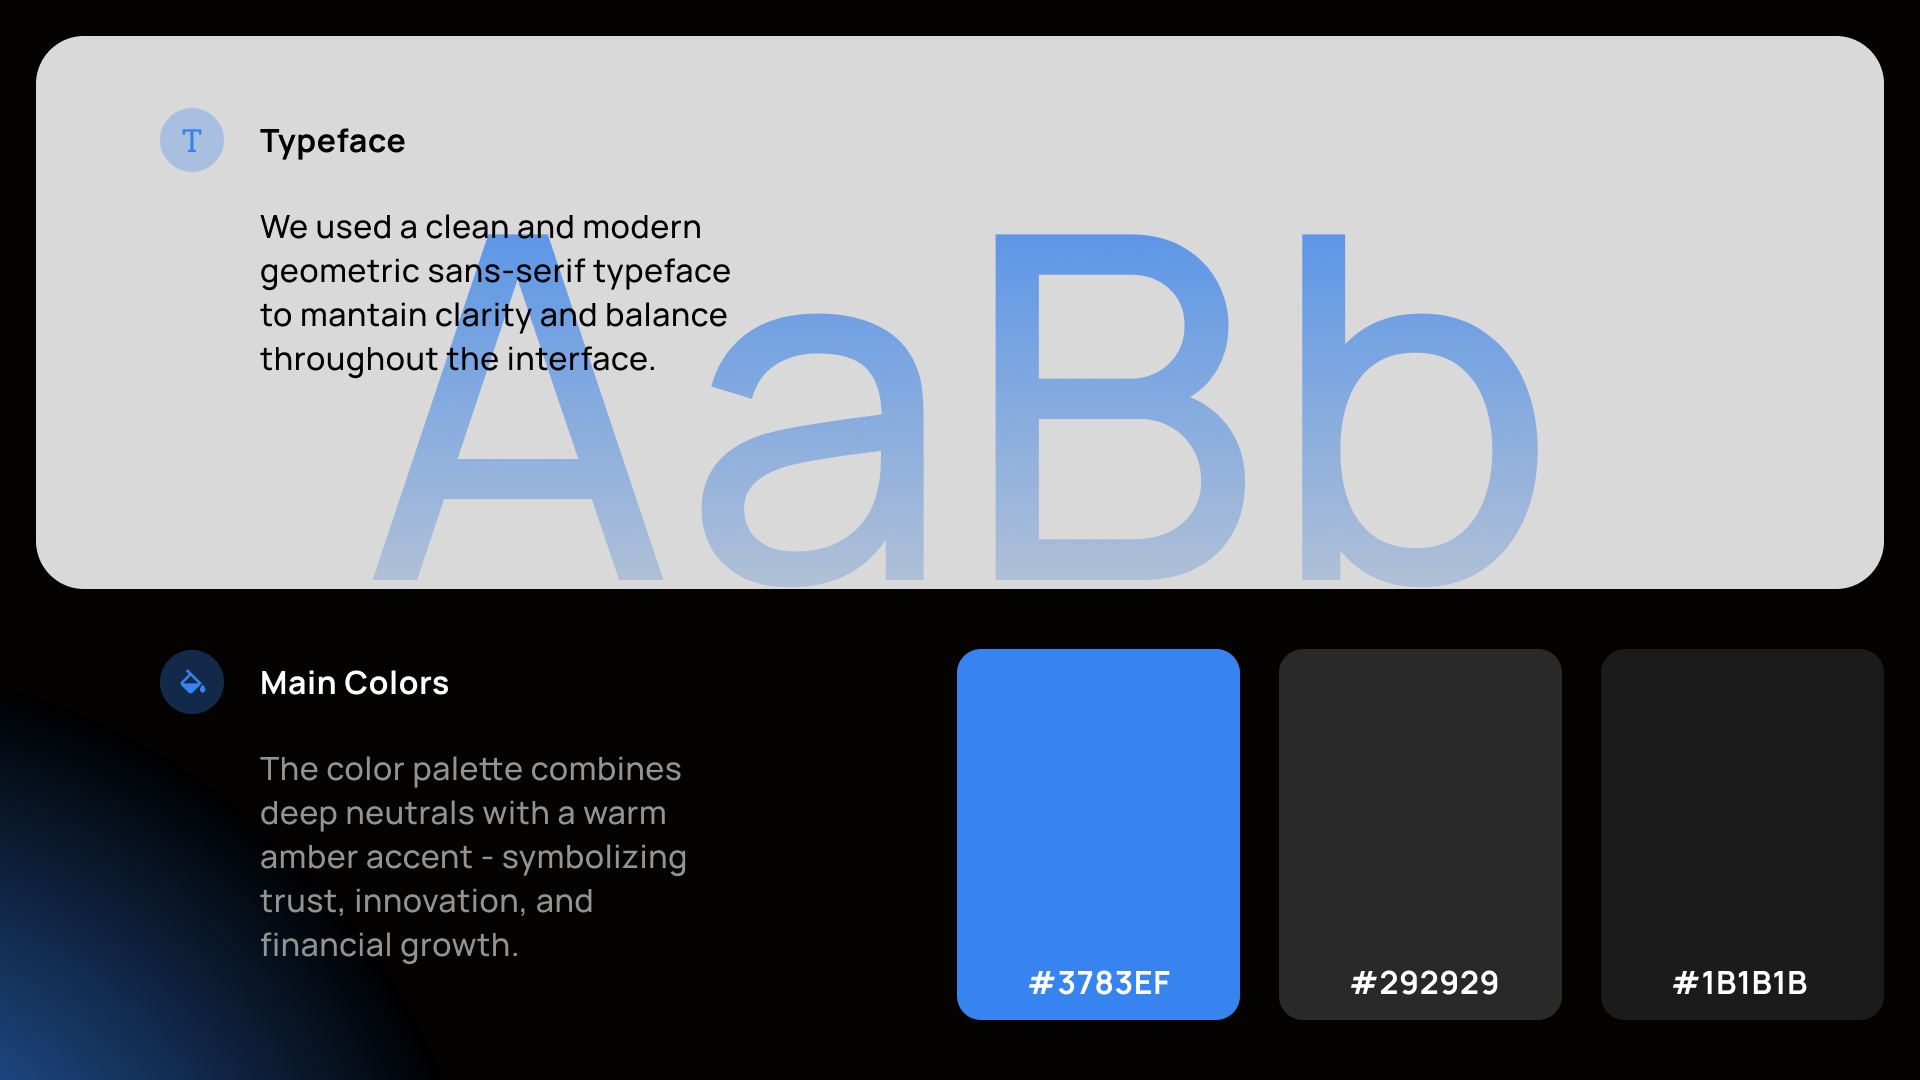 T
Typeface
We used a clean and modern
geometric sans-serif typeface
to mantain clarity and balance
throughout the interface.
AaBb
Main Colors
The color palette combines
deep neutrals with a warm
amber accent - symbolizing
trust, innovation, and
financial growth.
#3783EF
#292929
#1B1B1B